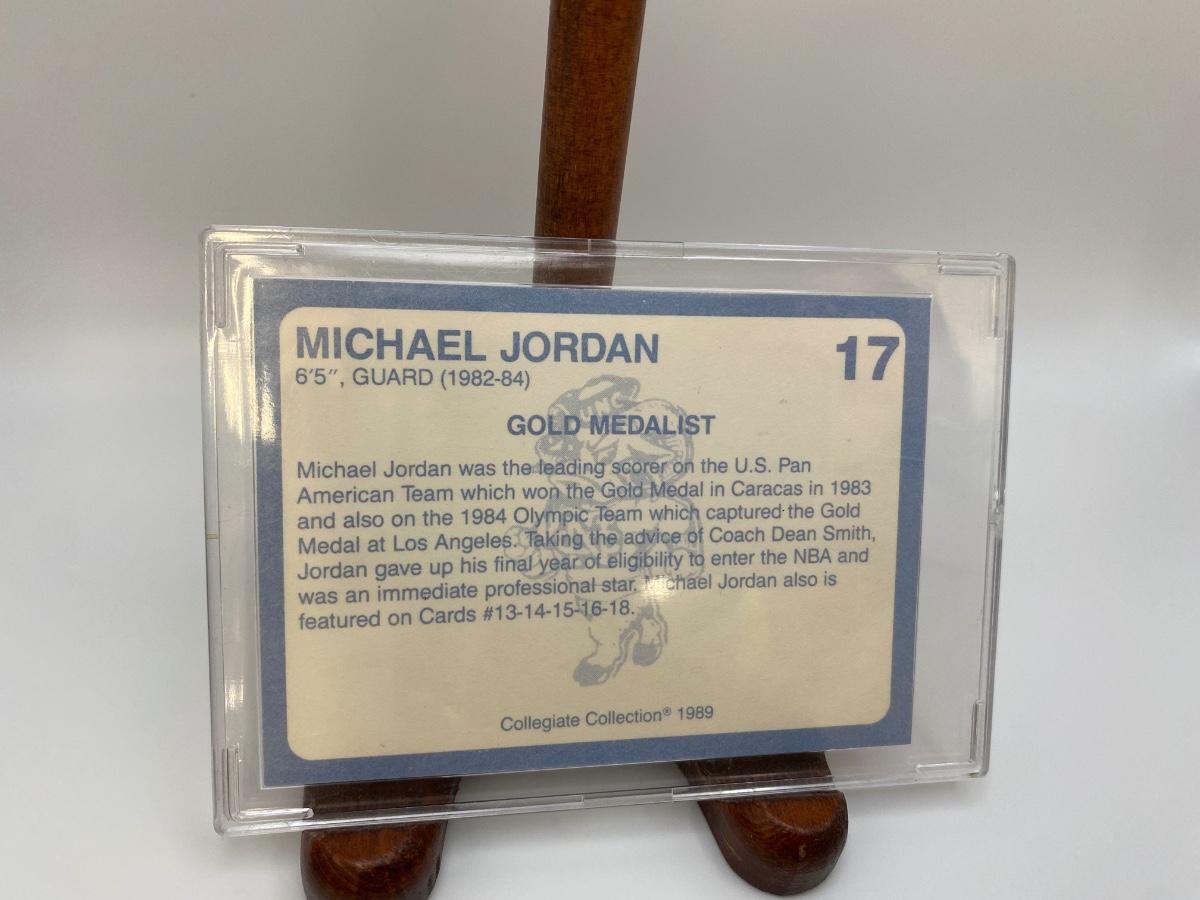 MICHAEL JORDAN 17
6'5", GUARD (1982-84)
UNC
GOLD MEDALIST
Michael Jordan was the leading scorer on the U.S. Pan
American Team which won the Gold Medal in Caracas in 1983
and also on the 1984 Olympic Team which captured the Gold
Medal at Los Angeles. Taking the advice of Coach Dean Smith,
Jordan gave up his final year of eligibility to enter the NBA and
was an immediate professional star. Michael Jordan also is
featured on Cards #13-14-15-16-18.
Collegiate Collection® 1989